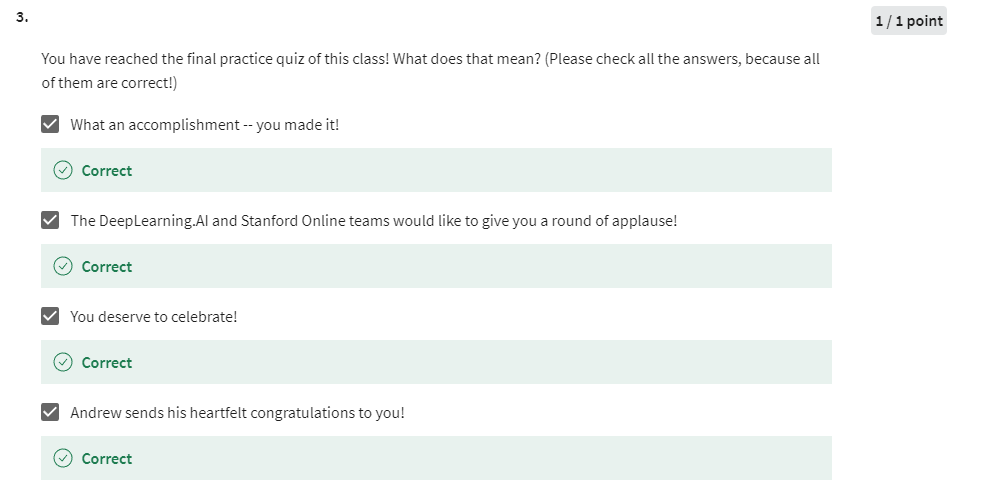 3.
1 / 1 point
You have reached the final practice quiz of this class! What does that mean? (Please check all the answers, because all
of them are correct!)
What an accomplishment -- you made it!
Correct
The DeepLearning.AI and Stanford Online teams would like to give you a round of applause!
Correct
You deserve to celebrate!
Correct
Andrew sends his heartfelt congratulations to you!
Correct